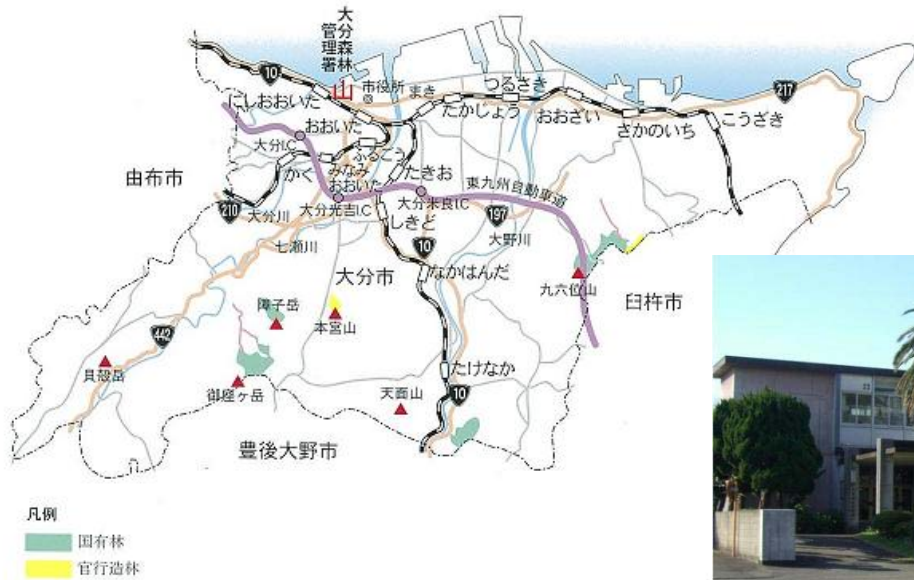 大分森林
管理署
10
市役所
217
にしおおいた
まき
つるさき
たかじょう
おおざい
さかのいち
こうざき
おおいた
大分I.C
ふるごう
かく
みなみ
おおいた
たきお
東九州自動車道
由布市
210
大分川
大分光吉I.C
大分米良I.C
197
しきど
大野川
七瀬川
10
大分市
なかはんだ
九六位山
臼杵市
障子岳
本宮山
442
貝殻岳
御座ヶ岳
天面山
たけなか
10
豊後大野市
凡例
国有林
官行造林